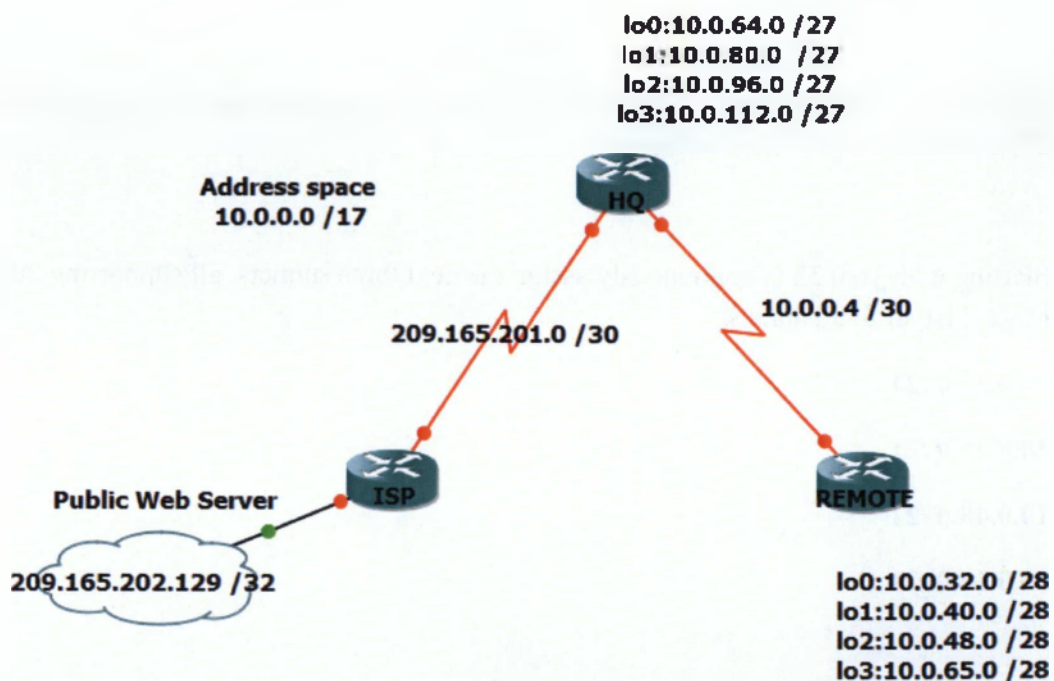 lo0:10.0.64.0 /27
lo1:10.0.80.0 /27
lo2:10.0.96.0 /27
lo3:10.0.112.0 /27
HQ
Address space
10.0.0.0 /17
10.0.0.4 /30
209.165.201.0 /30
ISP
REMOTE
Public Web Server
209.165.202.129 /32
lo0:10.0.32.0 /28
lo1:10.0.40.0 /28
lo2:10.0.48.0 /28
lo3:10.0.65.0 /28